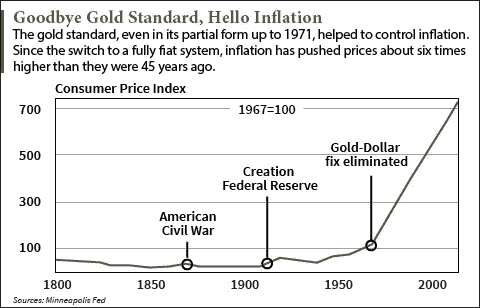 Goodbye Gold Standard, Hello Inflation
The gold standard, even in its partial form up to 1971, helped to control inflation.
Since the switch to a fully fiat system, inflation has pushed prices about six times
higher than they were 45 years ago.
Consumer Price Index
700
1967=100
500
Gold-Dollar
fix eliminated
300
Creation
Federal Reserve
American
Civil War
100
1800
1850
1900
1950
2000
Sources: Minneapolis Fed